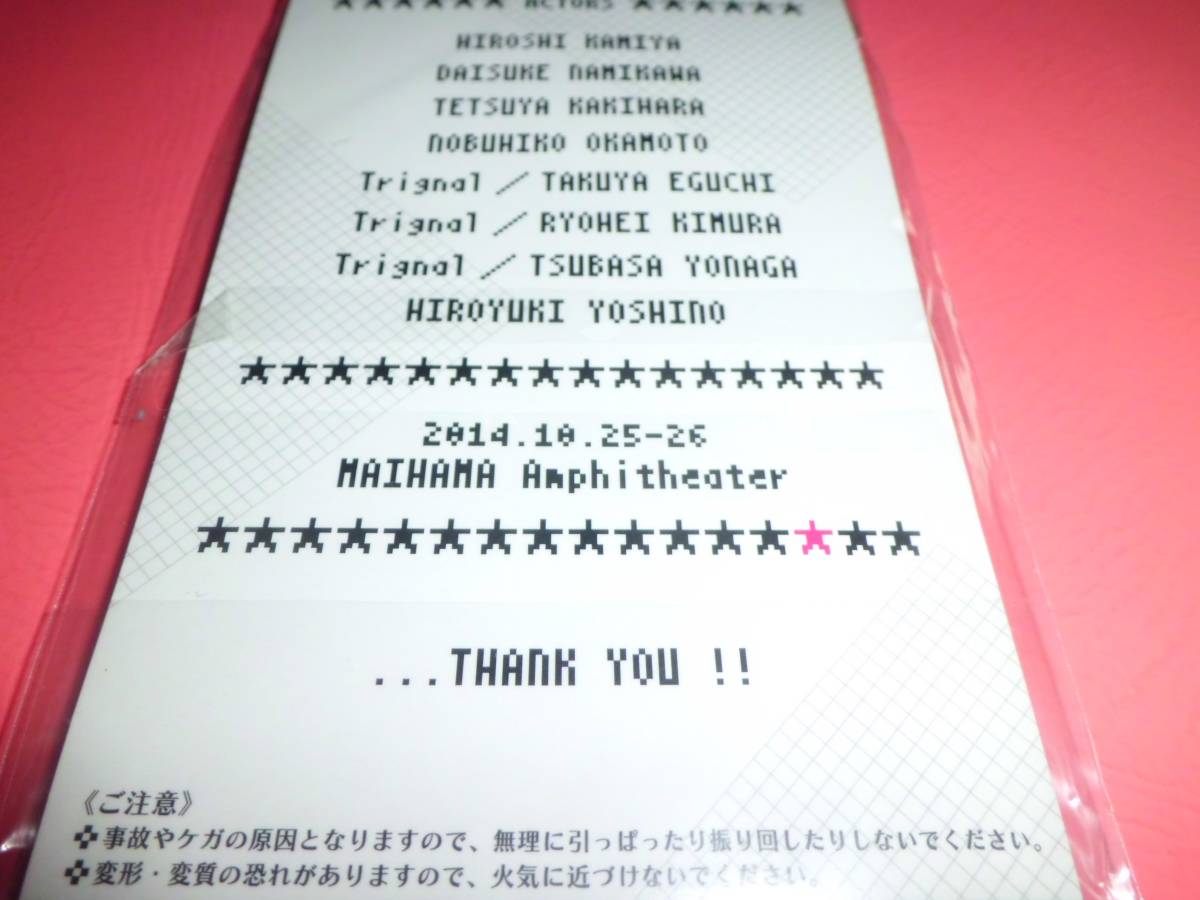 ★★★★★★ ACTORS ★★★★★★
HIROSHI KAMIYA
DAISUKE NAMIKAWA
TETSUYA KAKIHARA
NOBUHIKO OKAMOTO
Trignal／TAKUYA EGUCHI
Trignal／RYOHEI KIMURA
Trignal／TSUBASA YONAGA
HIROYUKI YOSHINO
★★★★★★★★★★★★★★★★
2014.10.25-26
MAIHAMA Amphitheater
★★★★★★★★★★★★★★★★
...THANK YOU !!
《ご注意》
✤事故やケガの原因となりますので、無理に引っぱったり振り回したりしないでください。
✤変形・変質の恐れがありますので、火気に近づけないでください。